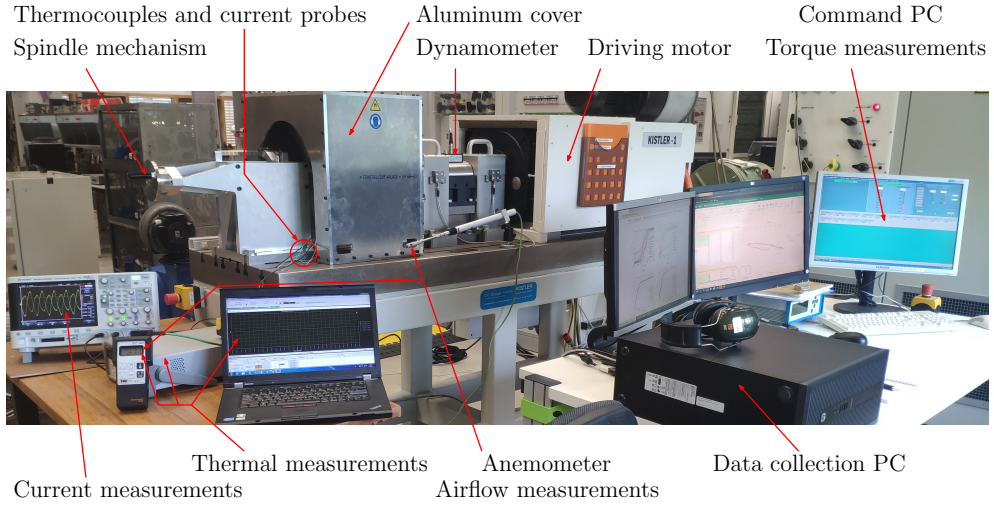 Thermocouples and current probes
Aluminum cover
Command PC
Spindle mechanism
Dynamometer
Driving motor
Torque measurements
KISTLER - 1
KISTLER
Thermal measurements
Anemometer
Data collection PC
Current measurements
Airflow measurements